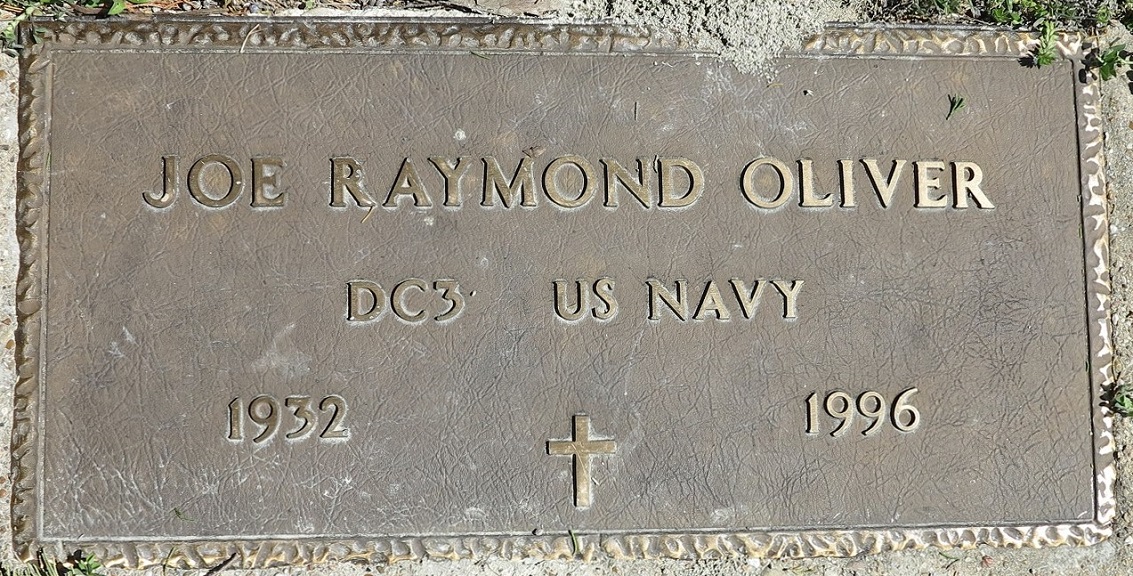 JOE RAYMOND OLIVER
DC3 US NAVY
1932 1996